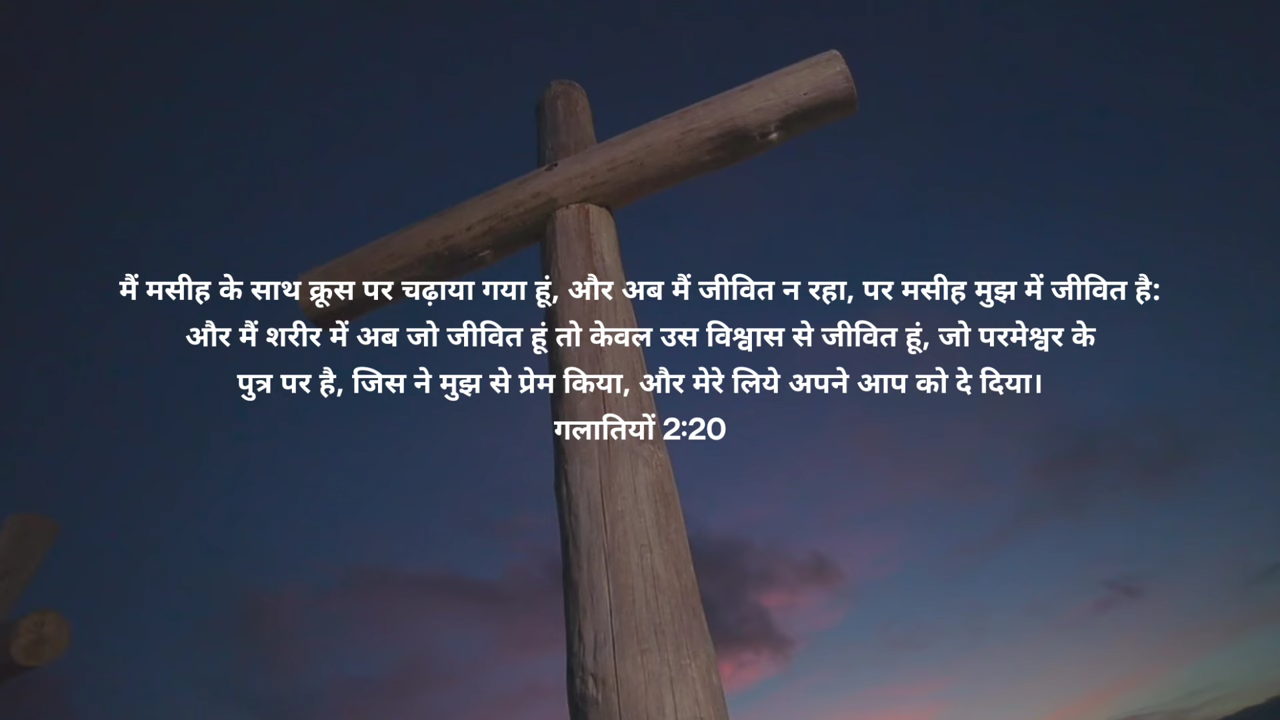 मैं मसीह के साथ क्रूस पर चढ़ाया गया हूं, और अब मैं जीवित न रहा, पर मसीह मुझ में जीवित है:
और मैं शरीर में अब जो जीवित हूं तो केवल उस विश्वास से जीवित हूं, जो परमेश्वर के
पुत्र पर है, जिस ने मुझ से प्रेम किया, और मेरे लिये अपने आप को दे दिया।
गलातियों 2:20